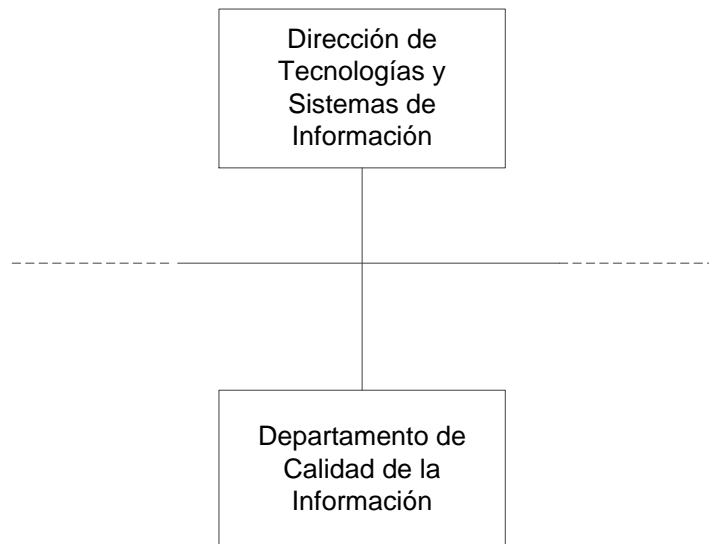 Dirección de
Tecnologías y
Sistemas de
Información
Departamento de
Calidad de la
Información